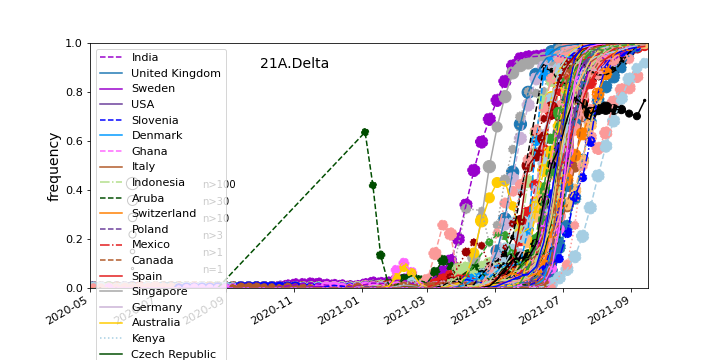 21A.Delta
frequency
1.0
0.8
0.6
0.4
0.2
0.0
India
United Kingdom
Sweden
USA
Slovenia
Denmark
Ghana
Italy
Indonesia
Aruba
Switzerland
Poland
Mexico
Canada
Spain
Singapore
Germany
Australia
Kenya
Czech Republic
n>100
n>30
n>10
n>3
n>1
n=1
2020-05
2020-09
2020-11
2021-01
2021-03
2021-05
2021-07
2021-09